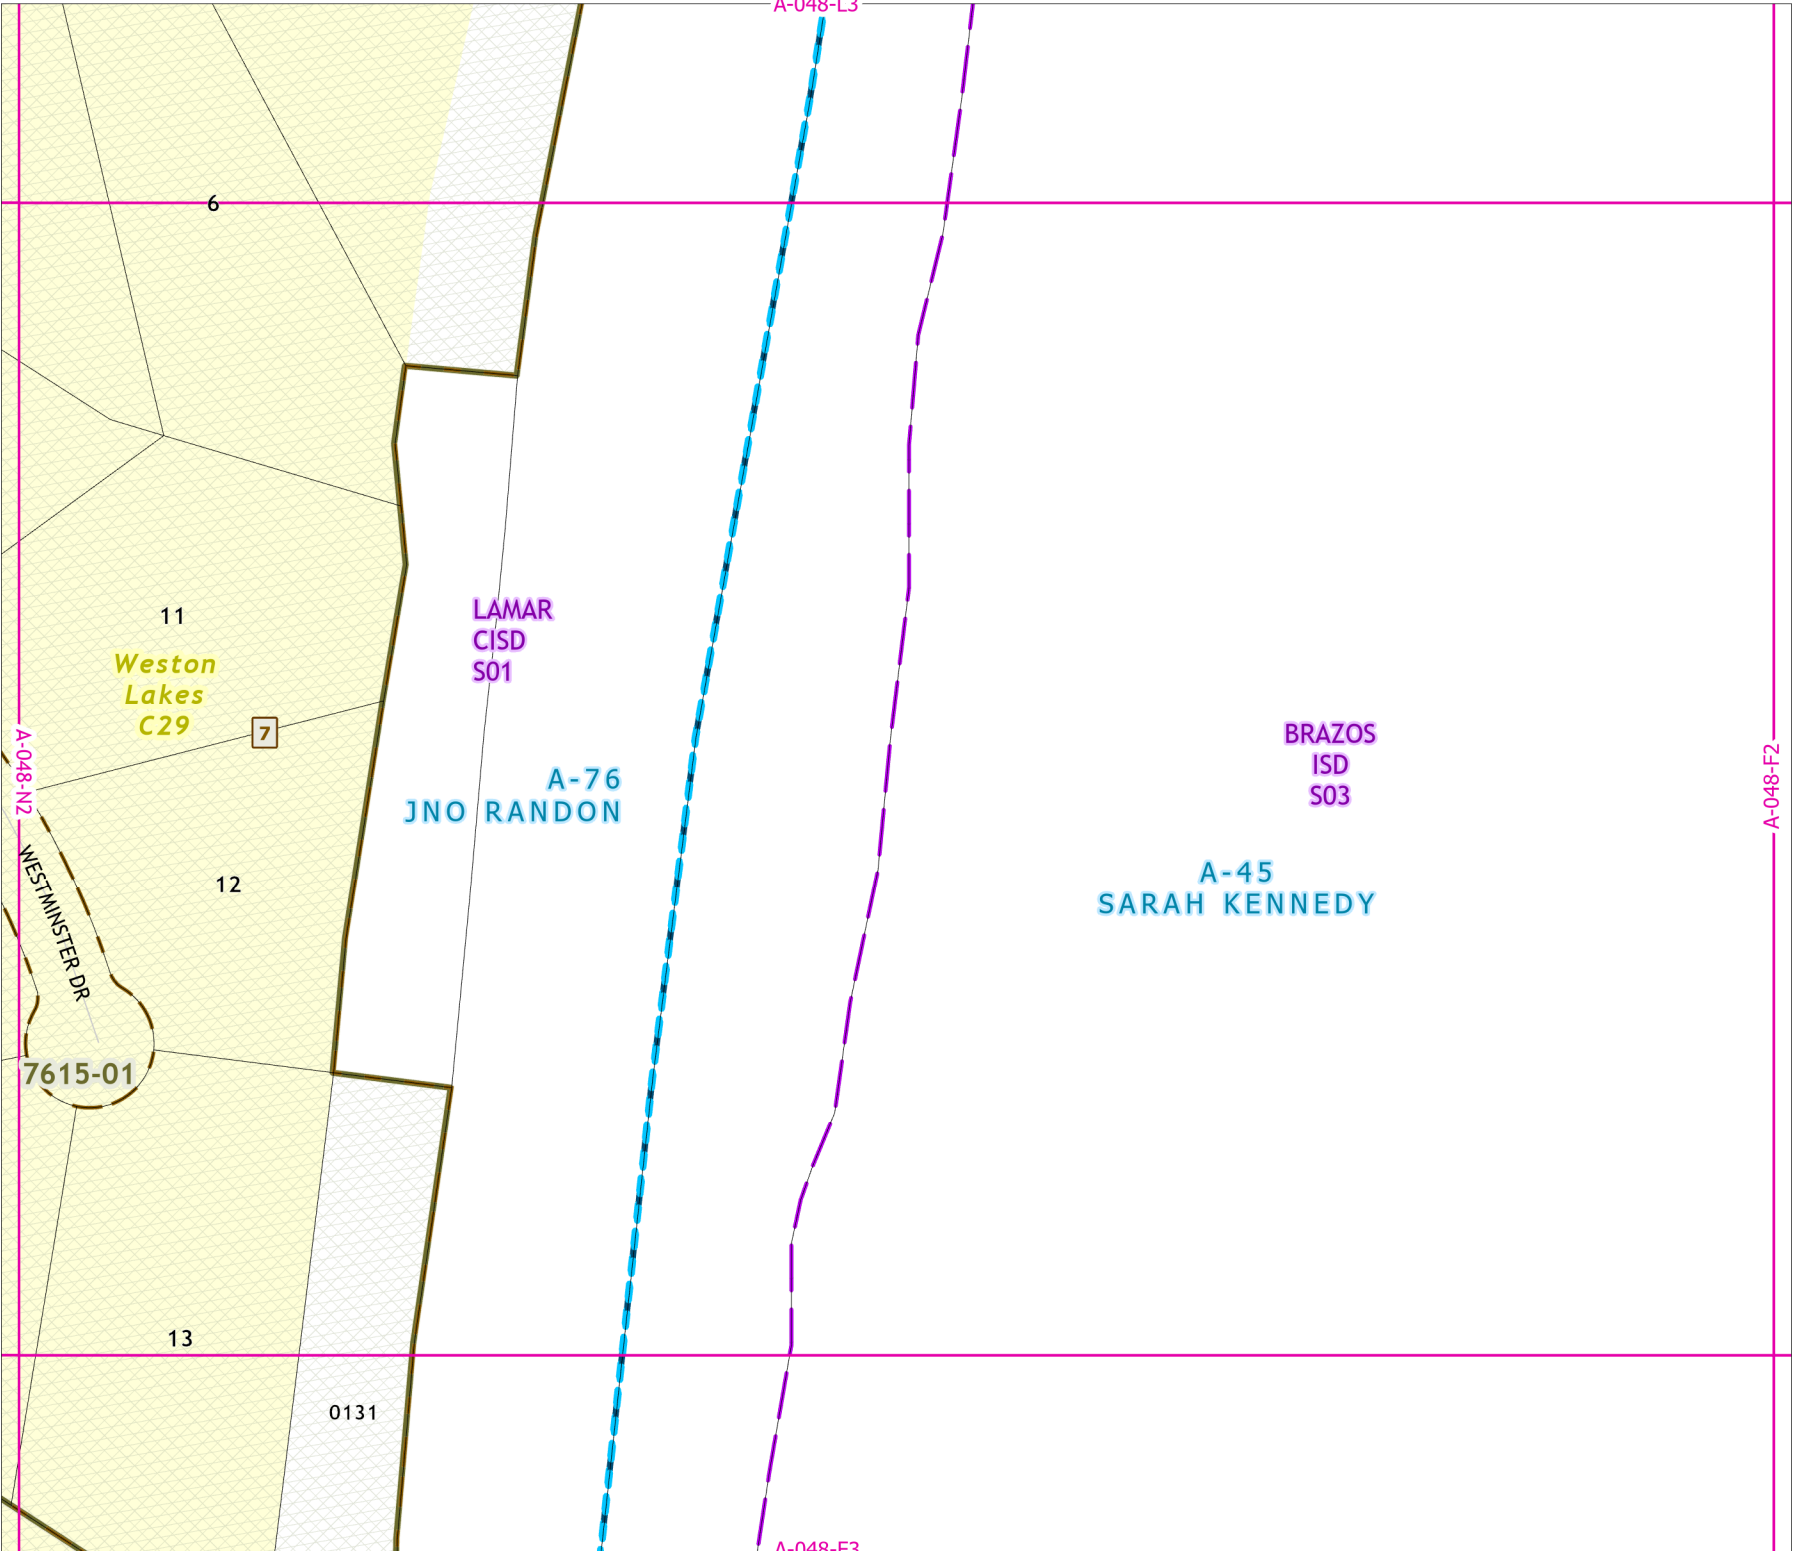 A-048-L3
6
11
Weston
Lakes
C29
7
LAMAR
CISD
S01
A-76
JNO RANDON
BRAZOS
ISD
S03
A-45
SARAH KENNEDY
A-048-N2
A-048-F2
WESTMINSTER DR
12
7615-01
13
0131
A-048-F3